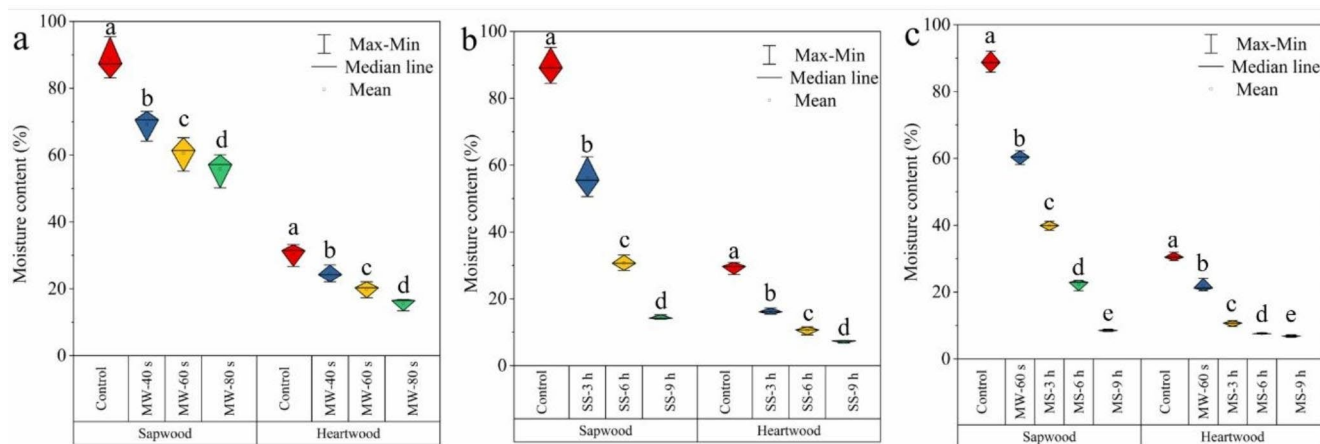 a
100
80
60
40
20
0
Moisture content (%)
a
b
c
d
a
b
c
d
Max-Min
Median line
Mean
Control
MW-40 s
MW-60 s
MW-80 s
Control
MW-40 s
MW-60 s
MW-80 s
Sapwood
Heartwood
b
100
80
60
40
20
0
Moisture content (%)
a
b
c
d
a
b
c
d
Max-Min
Median line
Mean
Control
SS-3 h
SS-6 h
SS-9 h
Control
SS-3 h
SS-6 h
SS-9 h
Sapwood
Heartwood
c
100
80
60
40
20
0
Moisture content (%)
a
b
c
d
e
a
b
c
d
e
Max-Min
Median line
Mean
Control
MW-60 s
MS-3 h
MS-6 h
MS-9 h
Control
MW-60 s
MS-3 h
MS-6 h
MS-9 h
Sapwood
Heartwood